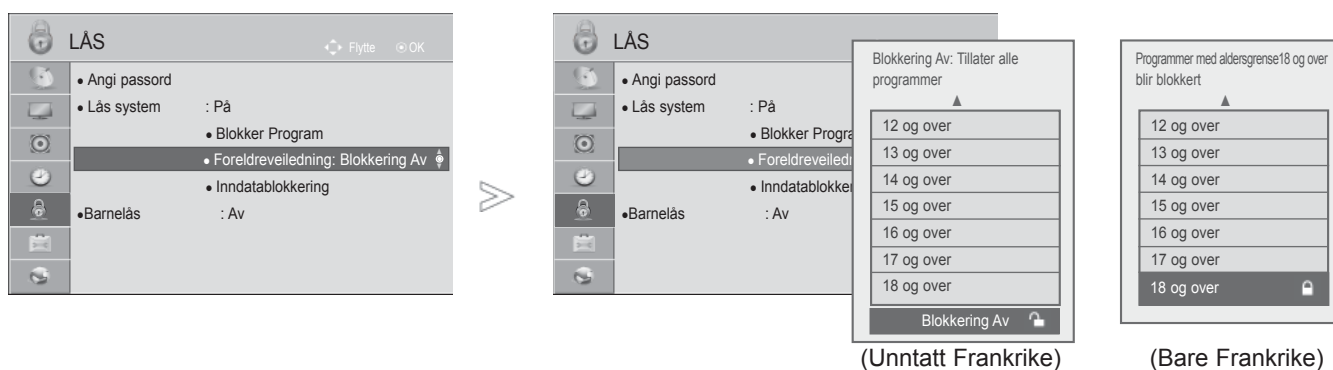 LÅS
Flytte
OK
• Angi passord
• Lås system : På
• Blokker Program
• Foreldreveiledning: Blokkering Av
• Inndatablokkering
•Barnelås : Av
LÅS
• Angi passord
• Lås system : På
• Blokker Progra
• Foreldreveiledn
• Inndatablokker
•Barnelås : Av
Blokkering Av: Tillater alle
programmer
12 og over
13 og over
14 og over
15 og over
16 og over
17 og over
18 og over
Blokkering Av
(Unntatt Frankrike)
Programmer med aldersgrense18 og over
blir blokkert
12 og over
13 og over
14 og over
15 og over
16 og over
17 og over
18 og over
(Bare Frankrike)